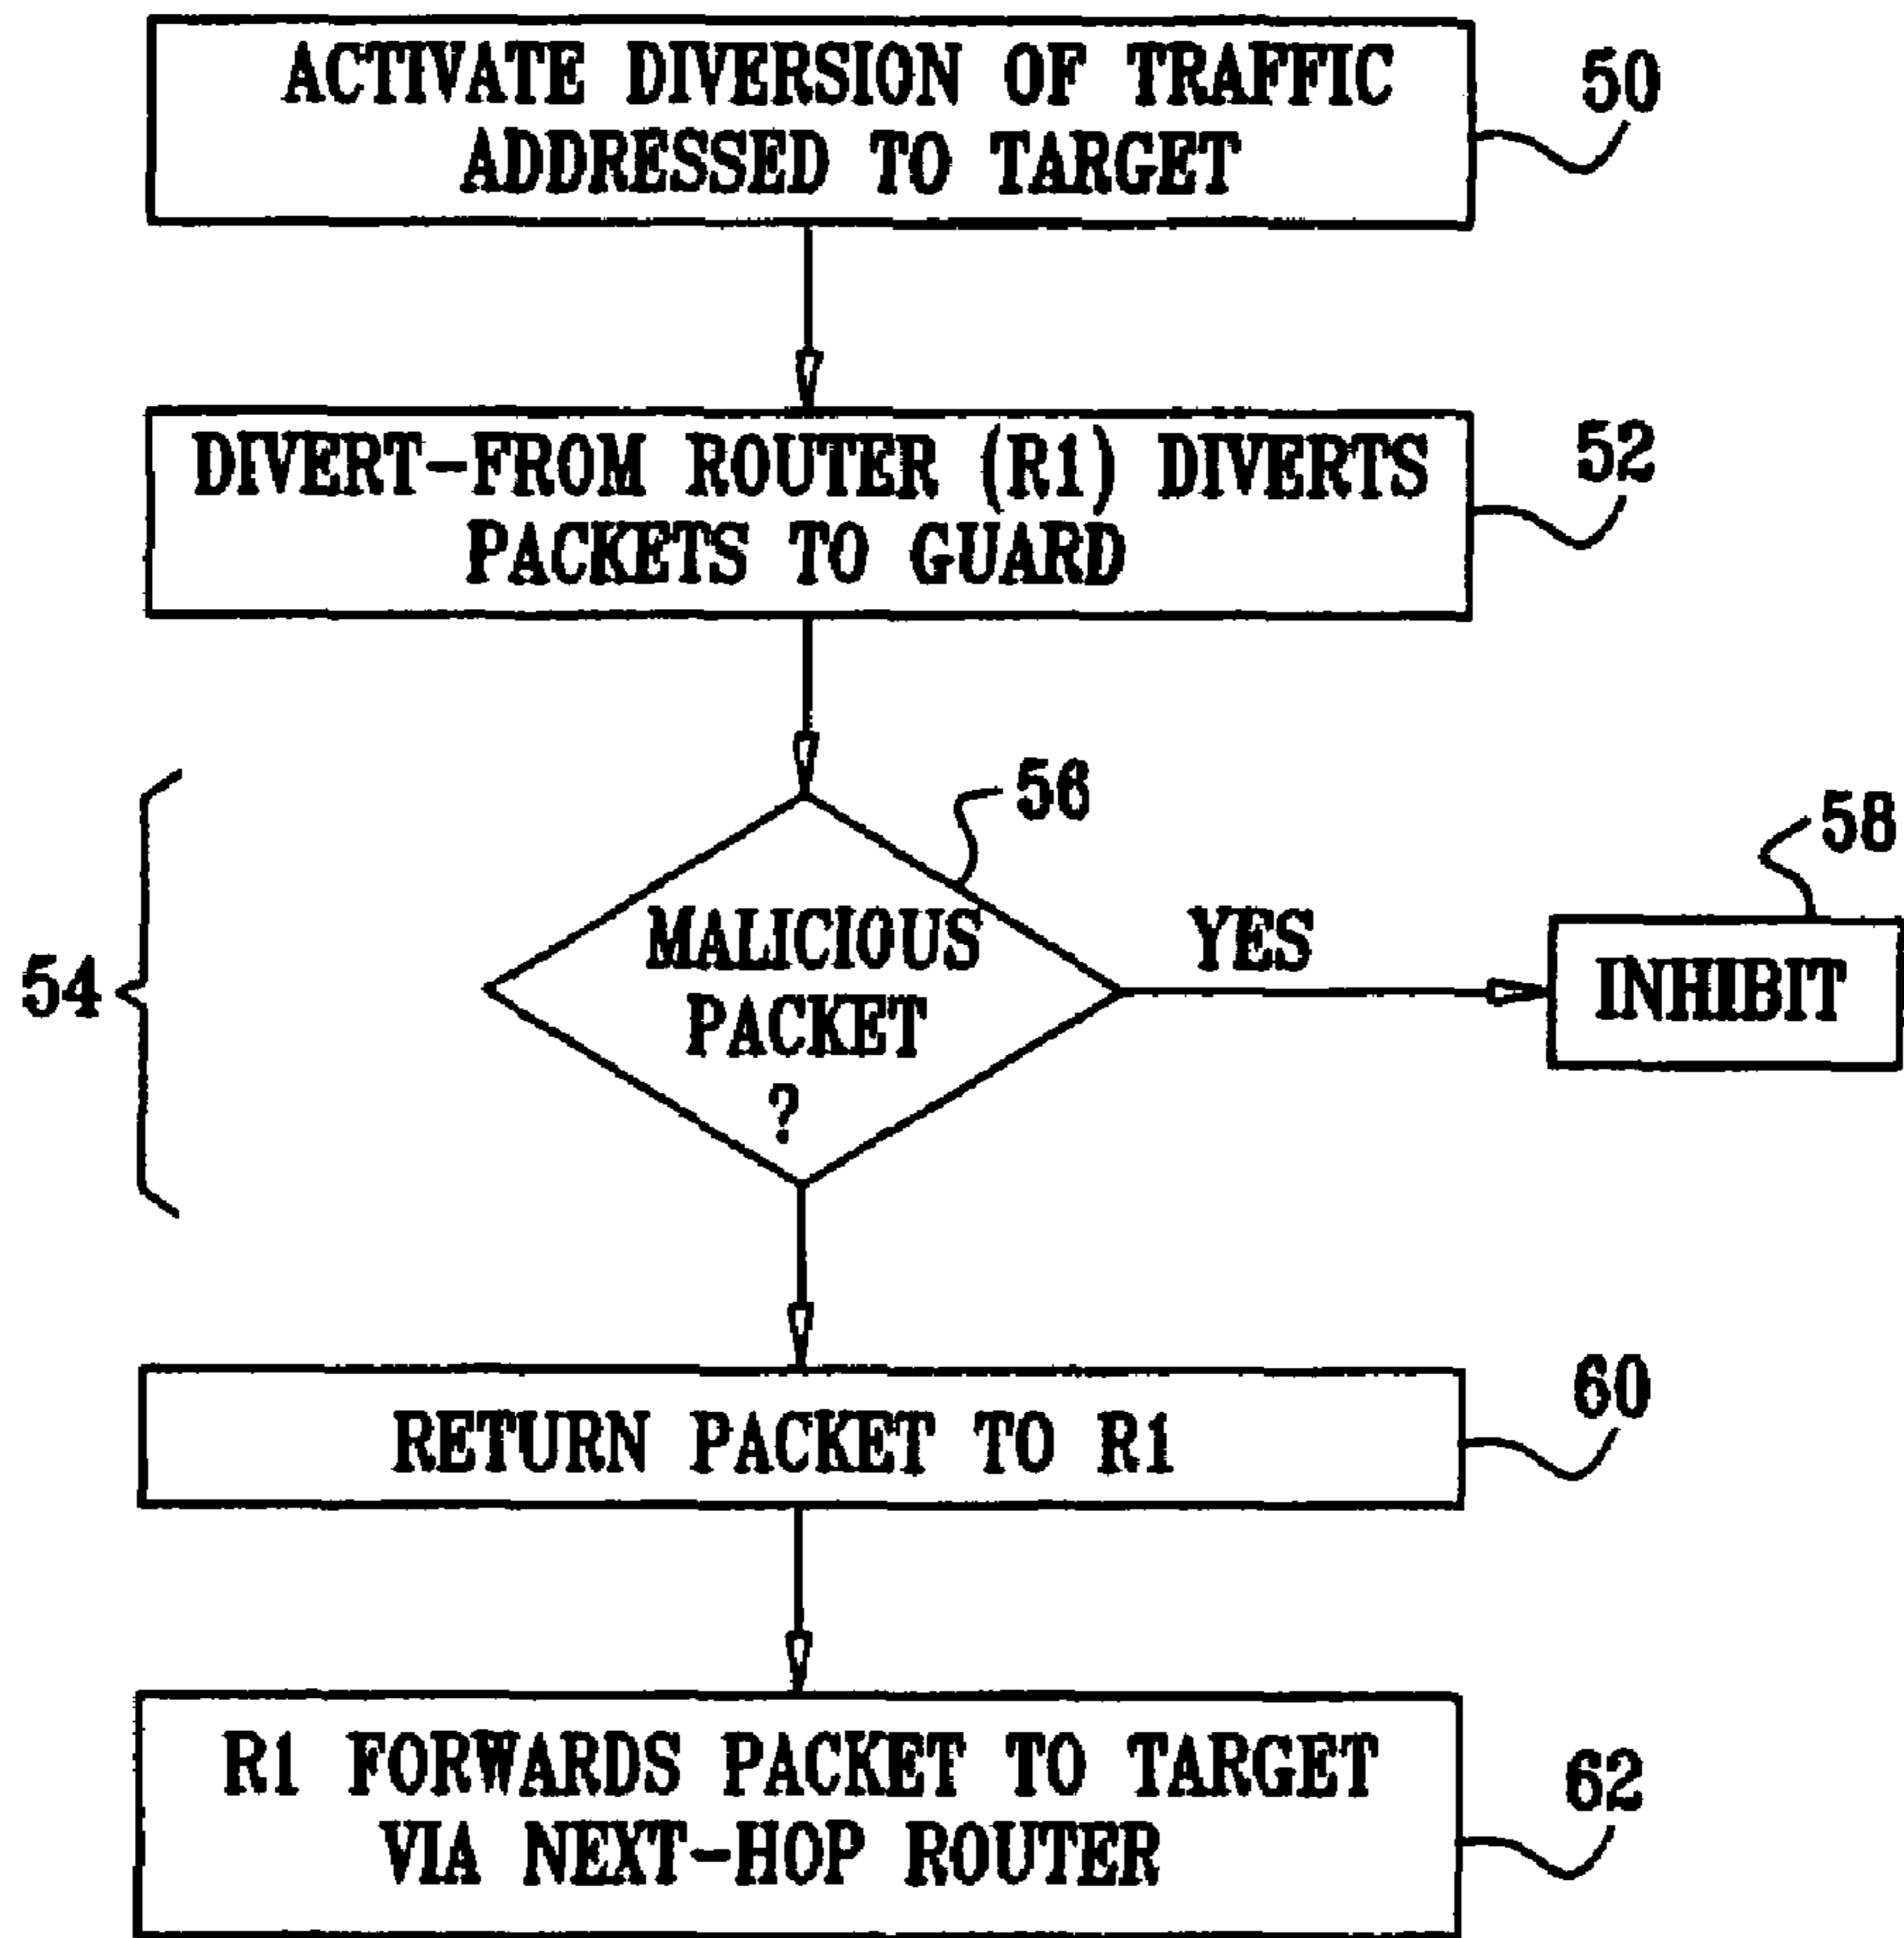 ACTIVATE DIVERSION OF TRAFFIC
ADDRESSED TO TARGET
50
DIVERT-FROM ROUTER (R1) DIVERTS
PACKETS TO GUARD
52
54
56
MALICIOUS
PACKET
?
YES
58
INHIBIT
RETURN PACKET TO R1
60
R1 FORWARDS PACKET TO TARGET
VIA NEXT-HOP ROUTER
62